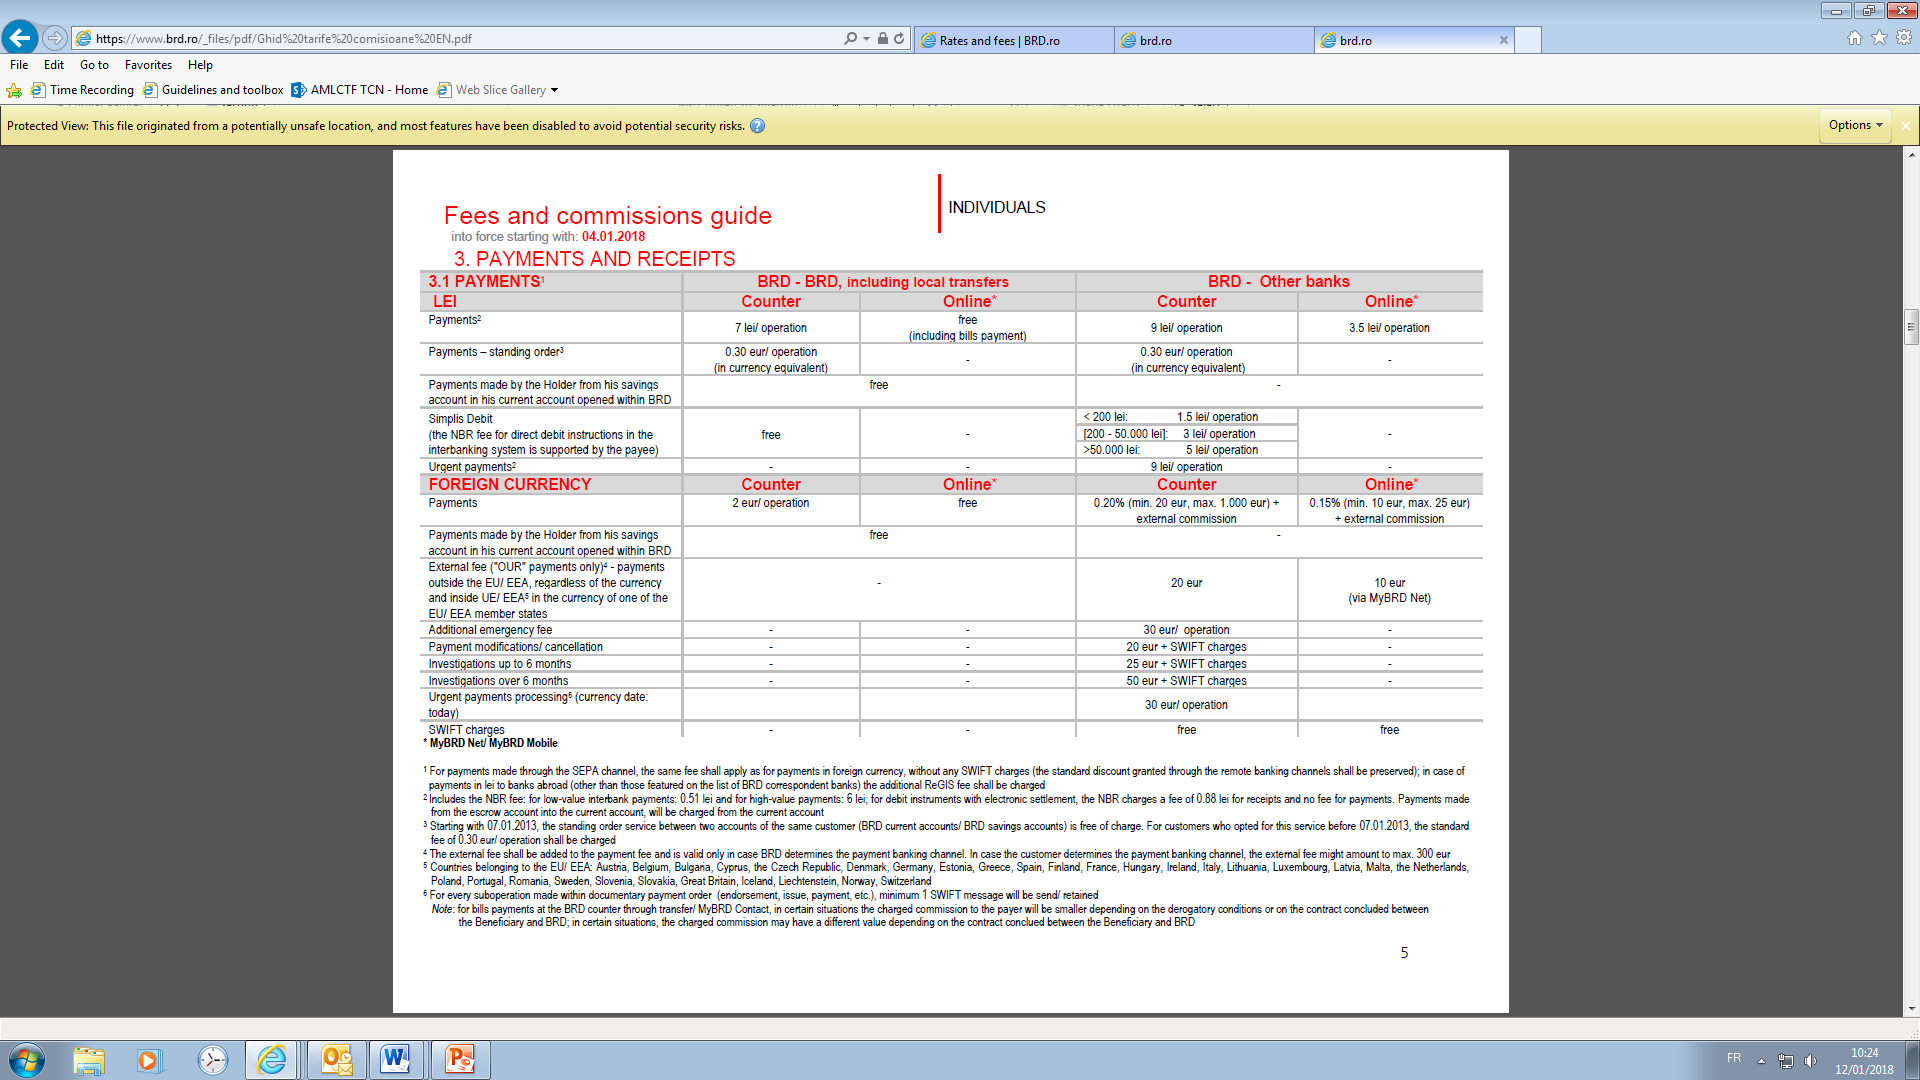 https://www.brd.ro/_files/pdf/Ghid%20tarife%20comisioane%20EN.pdf
Rates and fees | BRD.ro
brd.ro
brd.ro
File Edit Go to Favorites Help
Time Recording Guidelines and toolbox AMLCTF TCN - Home Web Slice Gallery
Protected View: This file originated from a potentially unsafe location, and most features have been disabled to avoid potential security risks. Options
Fees and commissions guide
INDIVIDUALS
into force starting with: 04.01.2018
3. PAYMENTS AND RECEIPTS
3.1 PAYMENTS¹ BRD - BRD, including local transfers BRD - Other banks
LEI Counter Online* Counter Online*
Payments² 7 lei/ operation free 9 lei/ operation 3.5 lei/ operation
(including bills payment)
Payments – standing order³ 0.30 eur/ operation - 0.30 eur/ operation -
(in currency equivalent) (in currency equivalent)
Payments made by the Holder from his savings free -
account in his current account opened within BRD
Simplis Debit < 200 lei: 1.5 lei/ operation
(the NBR fee for direct debit instructions in the free - [200 - 50.000 lei]: 3 lei/ operation -
interbanking system is supported by the payee) >50.000 lei: 5 lei/ operation
Urgent payments² - - 9 lei/ operation -
FOREIGN CURRENCY Counter Online* Counter Online*
Payments 2 eur/ operation free 0.20% (min. 20 eur, max. 1.000 eur) + 0.15% (min. 10 eur, max. 25 eur)
external commission + external commission
Payments made by the Holder from his savings free -
account in his current account opened within BRD
External fee ("OUR" payments only)⁴ - payments
outside the EU/ EEA, regardless of the currency - 20 eur 10 eur
and inside UE/ EEA⁵ in the currency of one of the (via MyBRD Net)
EU/ EEA member states
Additional emergency fee - - 30 eur/ operation -
Payment modifications/ cancellation - - 20 eur + SWIFT charges -
Investigations up to 6 months - - 25 eur + SWIFT charges -
Investigations over 6 months - - 50 eur + SWIFT charges -
Urgent payments processing⁶ (currency date: 30 eur/ operation
today)
SWIFT charges - - free free
* MyBRD Net/ MyBRD Mobile
¹ For payments made through the SEPA channel, the same fee shall apply as for payments in foreign currency, without any SWIFT charges (the standard discount granted through the remote banking channels shall be preserved); in case of
payments in lei to banks abroad (other than those featured on the list of BRD correspondent banks) the additional ReGIS fee shall be charged
² Includes the NBR fee: for low-value interbank payments: 0.51 lei and for high-value payments: 6 lei; for debit instruments with electronic settlement, the NBR charges a fee of 0.88 lei for receipts and no fee for payments. Payments made
from the escrow account into the current account, will be charged from the current account
³ Starting with 07.01.2013, the standing order service between two accounts of the same customer (BRD current accounts/ BRD savings accounts) is free of charge. For customers who opted for this service before 07.01.2013, the standard
fee of 0.30 eur/ operation shall be charged
⁴ The external fee shall be added to the payment fee and is valid only in case BRD determines the payment banking channel. In case the customer determines the payment banking channel, the external fee might amount to max. 300 eur
⁵ Countries belonging to the EU/ EEA: Austria, Belgium, Bulgaria, Cyprus, the Czech Republic, Denmark, Germany, Estonia, Greece, Spain, Finland, France, Hungary, Ireland, Italy, Lithuania, Luxembourg, Latvia, Malta, the Netherlands,
Poland, Portugal, Romania, Sweden, Slovenia, Slovakia, Great Britain, Iceland, Liechtenstein, Norway, Switzerland
⁶ For every suboperation made within documentary payment order (endorsement, issue, payment, etc.), minimum 1 SWIFT message will be send/ retained
Note: for bills payments at the BRD counter through transfer/ MyBRD Contact, in certain situations the charged commission to the payer will be smaller depending on the derogatory conditions or on the contract concluded between
the Beneficiary and BRD; in certain situations, the charged commission may have a different value depending on the contract conclued between the Beneficiary and BRD
5
FR
10:24
12/01/2018